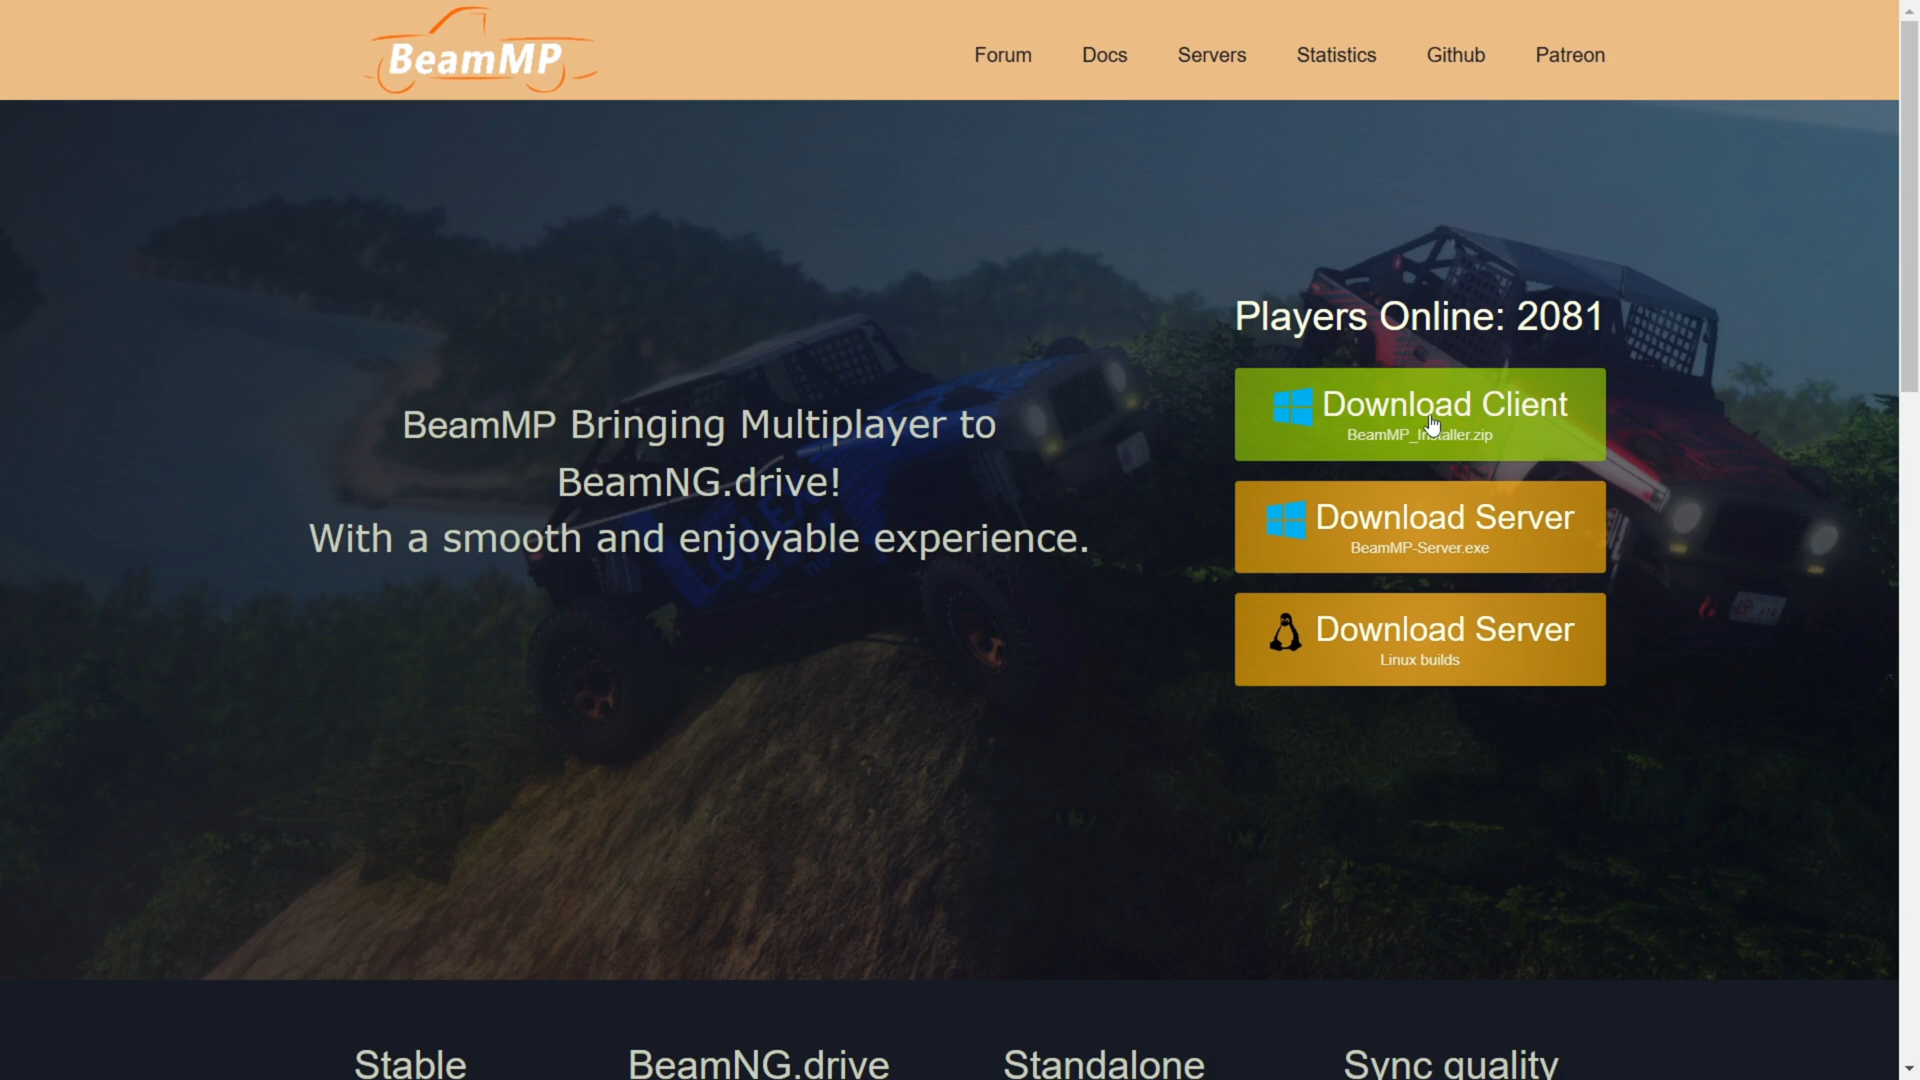 BeamMP
Forum
Docs
Servers
Statistics
Github
Patreon
BeamMP Bringing Multiplayer to
BeamNG.drive!
With a smooth and enjoyable experience.
Players Online: 2081
Download Client
BeamMP_Installer.zip
Download Server
BeamMP-Server.exe
Download Server
Linux builds
Stable
BeamNG.drive
Standalone
Sync quality